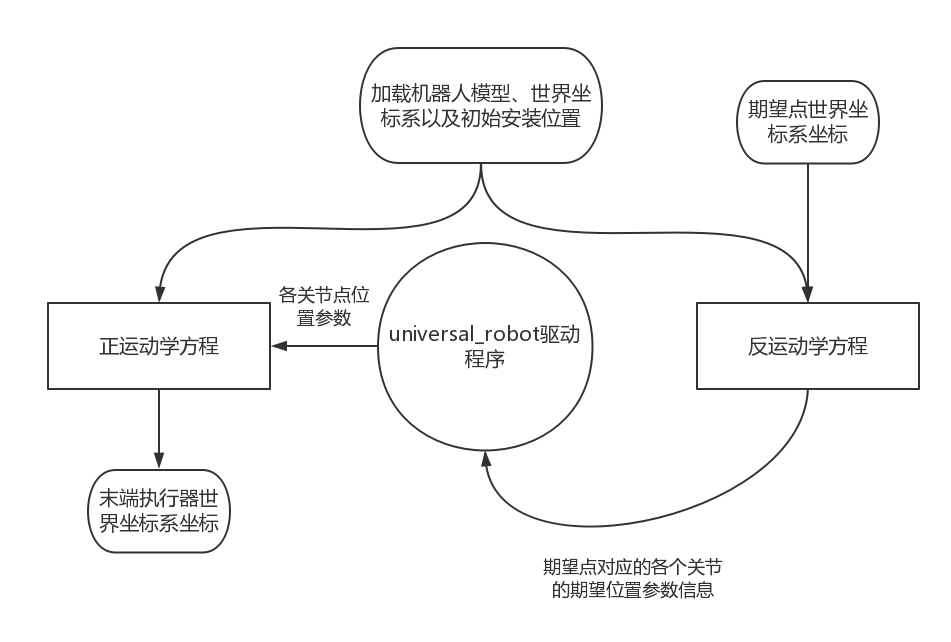 加载机器人模型、世界坐
标系以及初始安装位置
期望点世界坐
标系坐标
各关节点位
置参数
universal_robot驱动
程序
正运动学方程
反运动学方程
末端执行器世
界坐标系坐标
期望点对应的各个关节
的期望位置参数信息